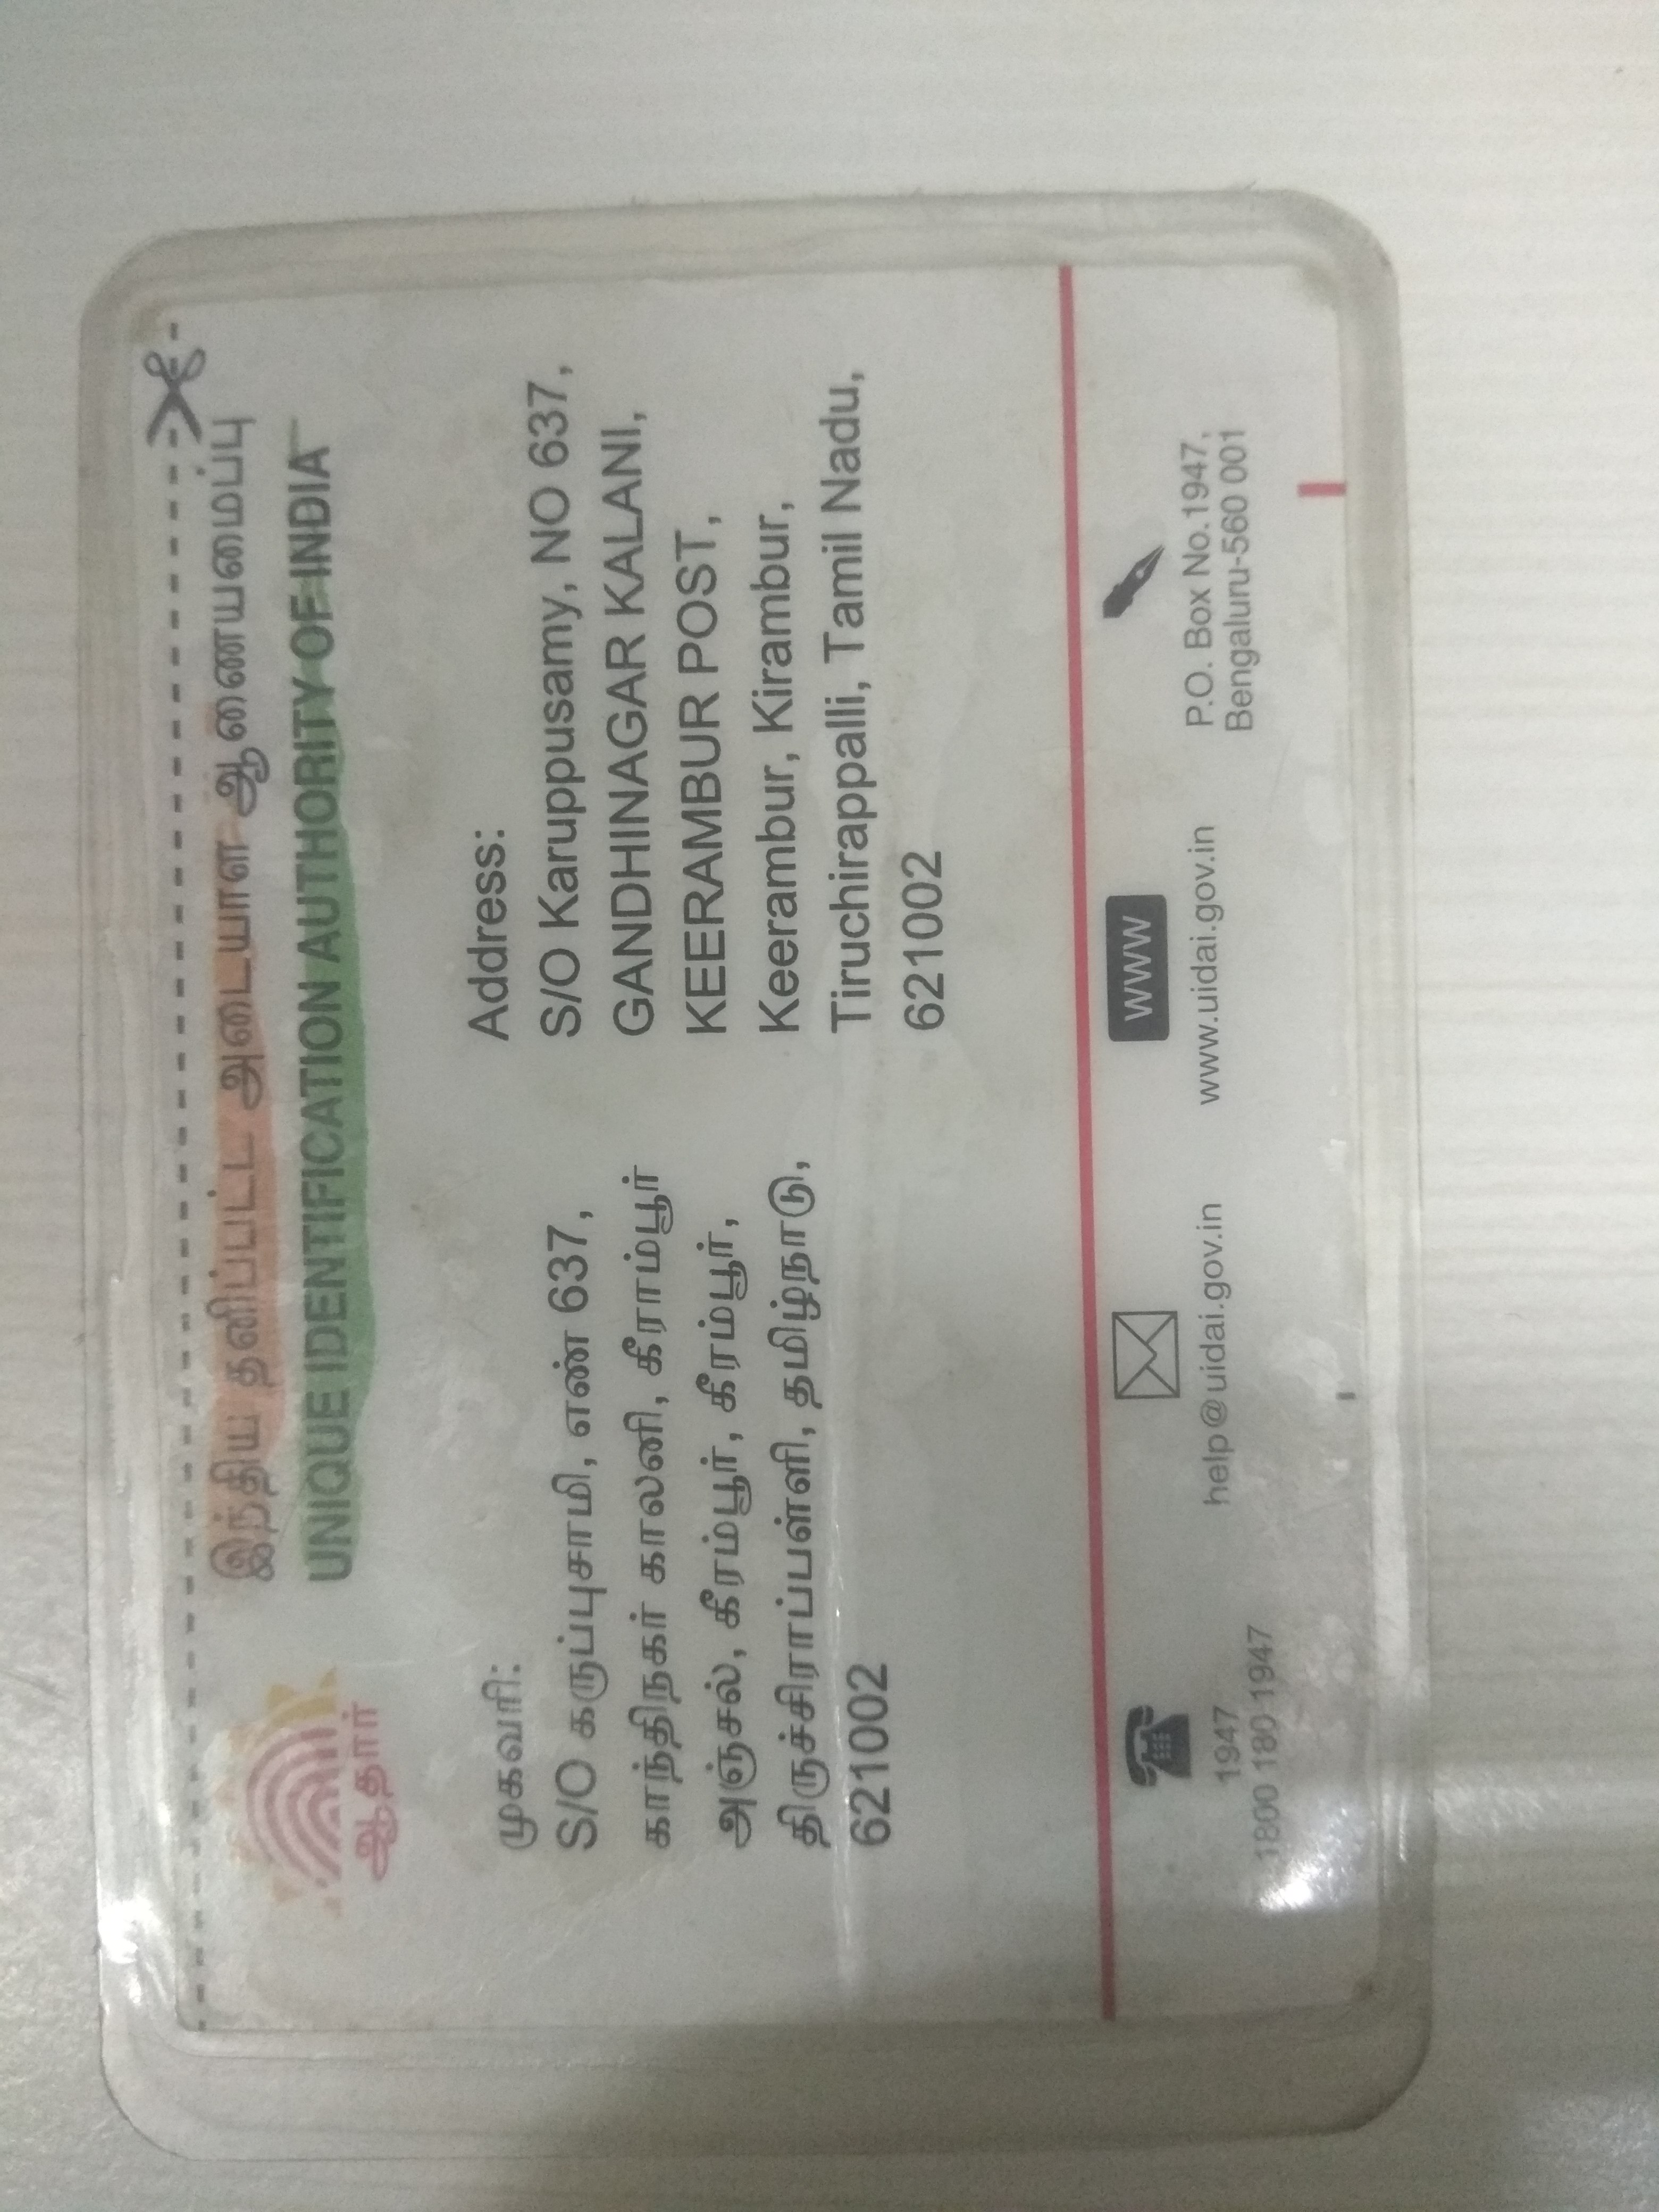 இந்திய தனிப்பட்ட அடையாள ஆணையமைப்பு
UNIQUE IDENTIFICATION AUTHORITY OF INDIA
ஆதார்
முகவரி:
S/O கருப்புசாமி, எண் 637,
காந்திநகர் காலனி, கீராம்பூர்
அஞ்சல், கீரம்பூர், கீரம்பூர்,
திருச்சிராப்பள்ளி, தமிழ்நாடு,
621002
Address:
S/O Karuppusamy, NO 637,
GANDHINAGAR KALANI,
KEERAMBUR POST,
Keerambur, Kirambur,
Tiruchirappalli, Tamil Nadu,
621002
1947
1800 180 1947
help@uidai.gov.in
WWW
www.uidai.gov.in
P.O. Box No.1947,
Bengaluru-560 001